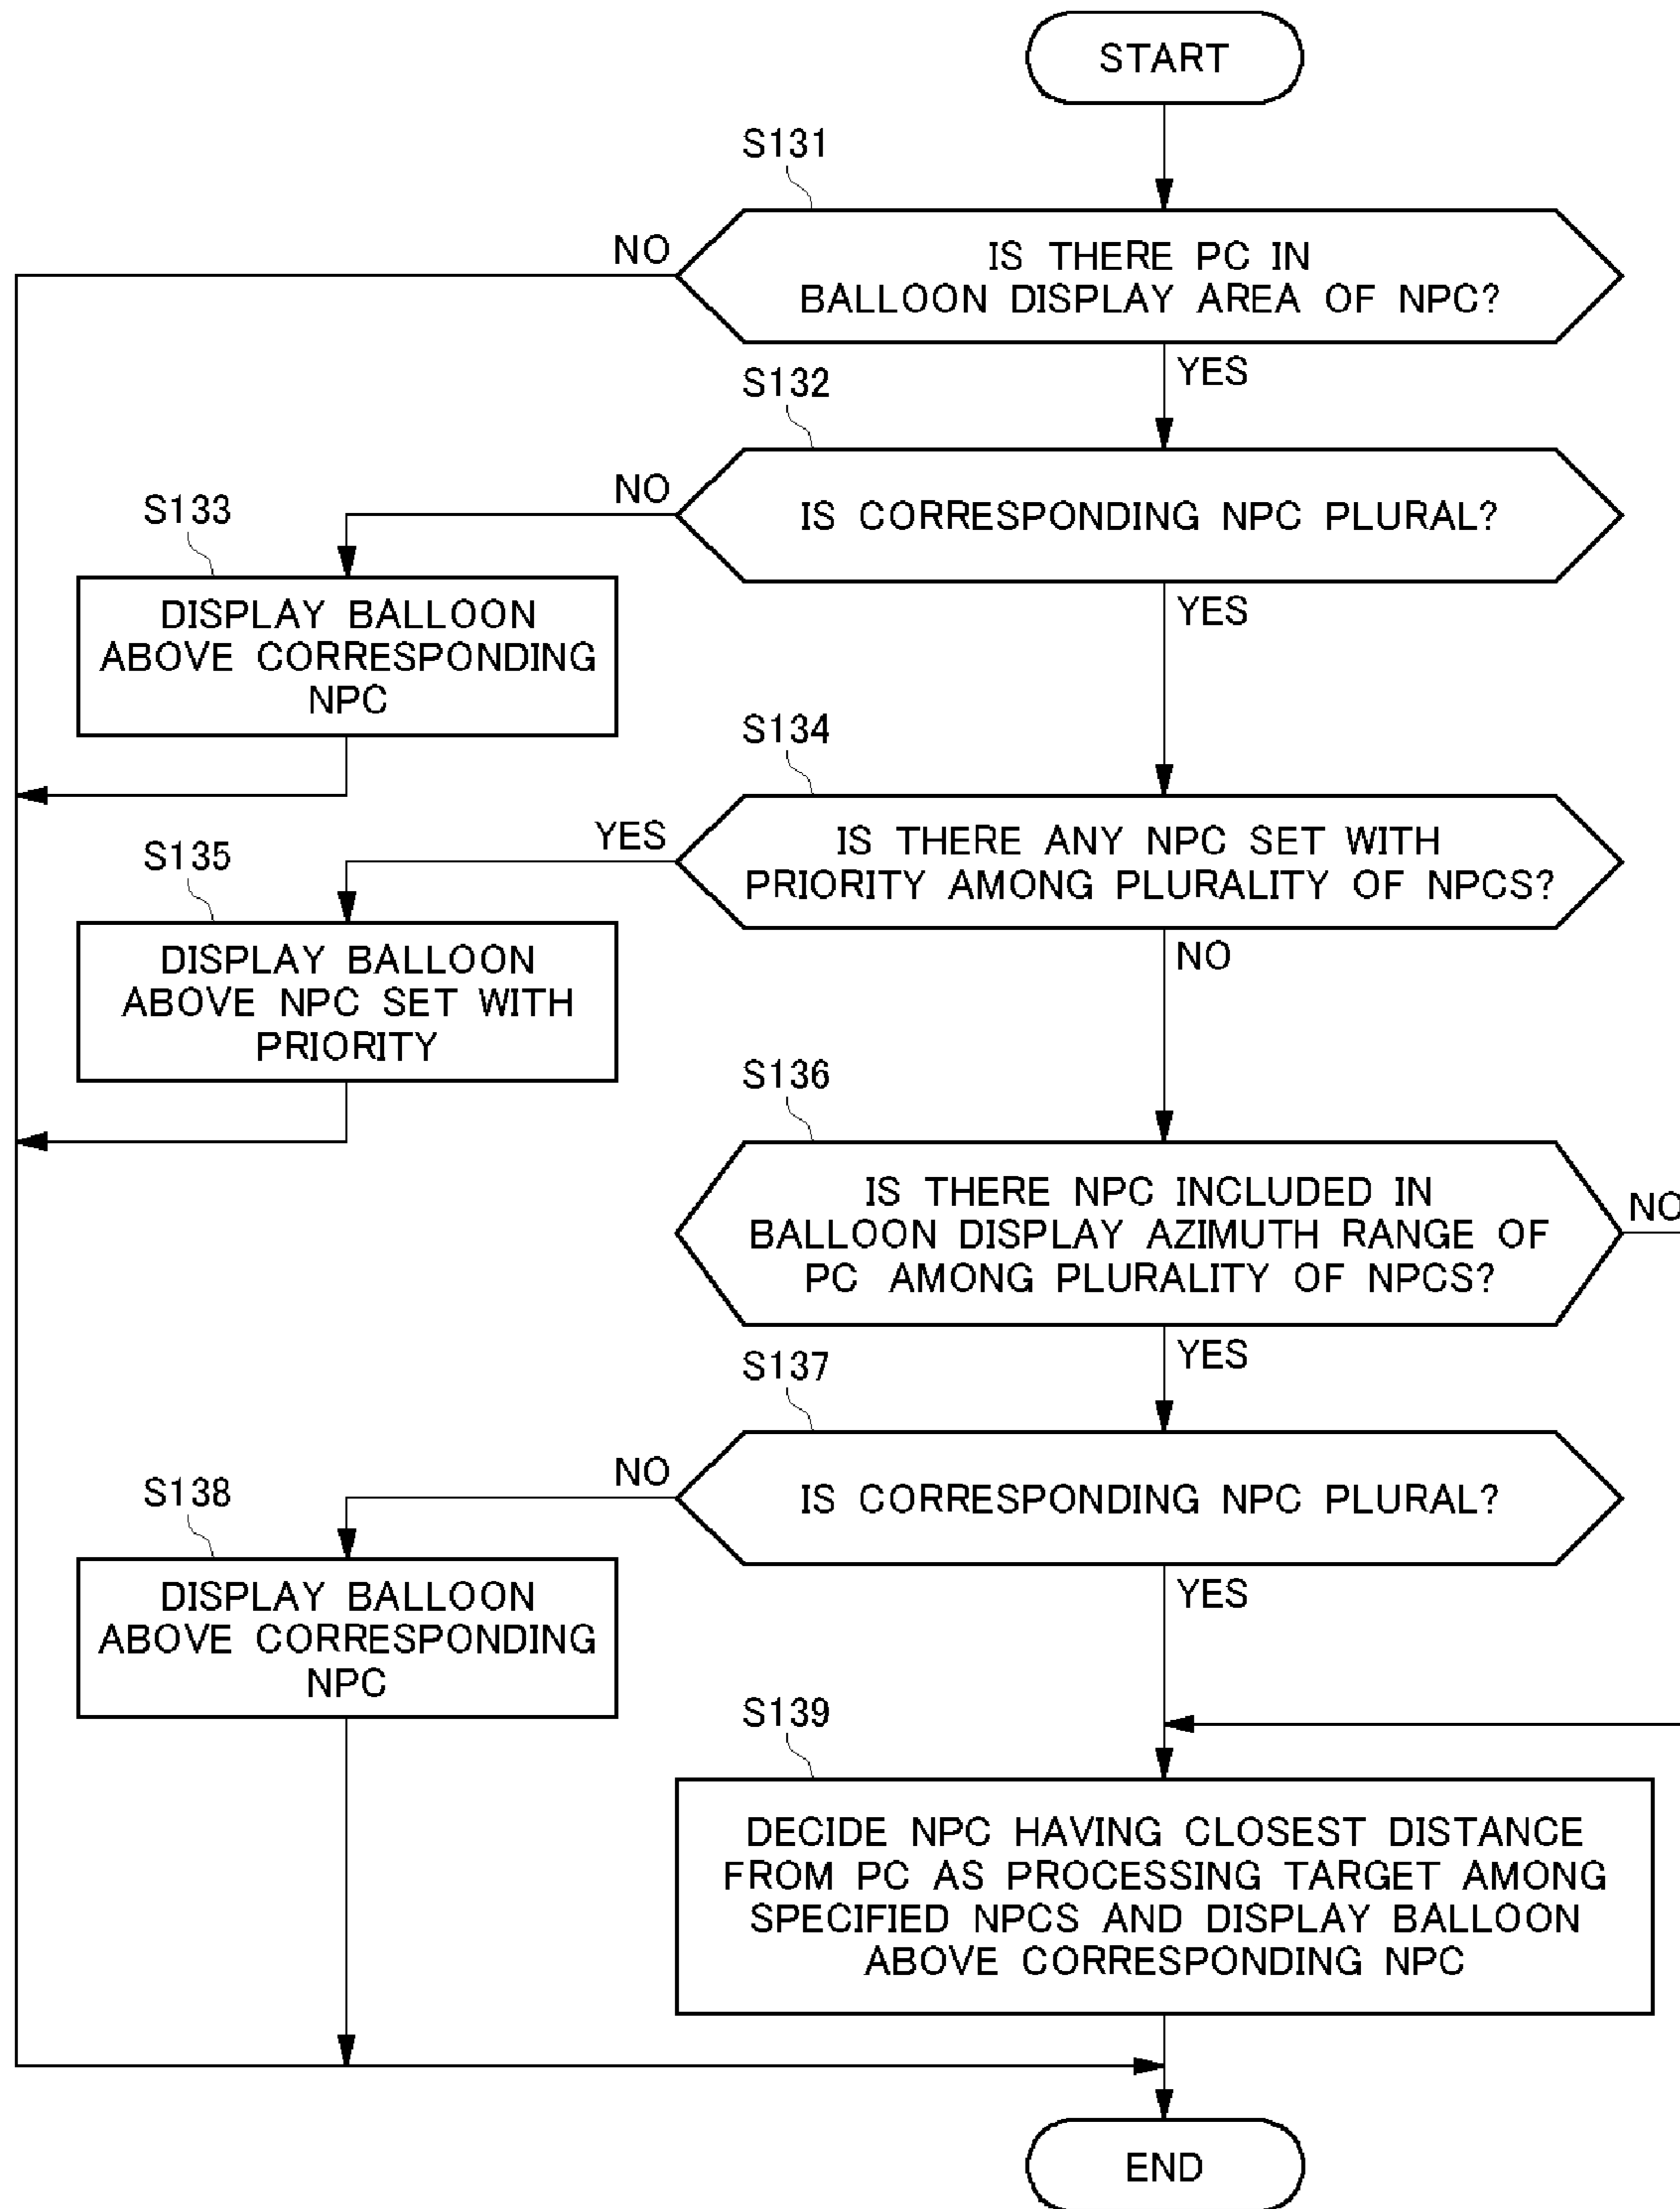 START
S131
NO
IS THERE PC IN
BALLOON DISPLAY AREA OF NPC?
YES
S132
NO
IS CORRESPONDING NPC PLURAL?
YES
S133
DISPLAY BALLOON
ABOVE CORRESPONDING
NPC
S134
YES
IS THERE ANY NPC SET WITH
PRIORITY AMONG PLURALITY OF NPCS?
NO
S135
DISPLAY BALLOON
ABOVE NPC SET WITH
PRIORITY
S136
IS THERE NPC INCLUDED IN
BALLOON DISPLAY AZIMUTH RANGE OF
PC AMONG PLURALITY OF NPCS?
NO
YES
S137
NO
IS CORRESPONDING NPC PLURAL?
YES
S138
DISPLAY BALLOON
ABOVE CORRESPONDING
NPC
S139
DECIDE NPC HAVING CLOSEST DISTANCE
FROM PC AS PROCESSING TARGET AMONG
SPECIFIED NPCS AND DISPLAY BALLOON
ABOVE CORRESPONDING NPC
END